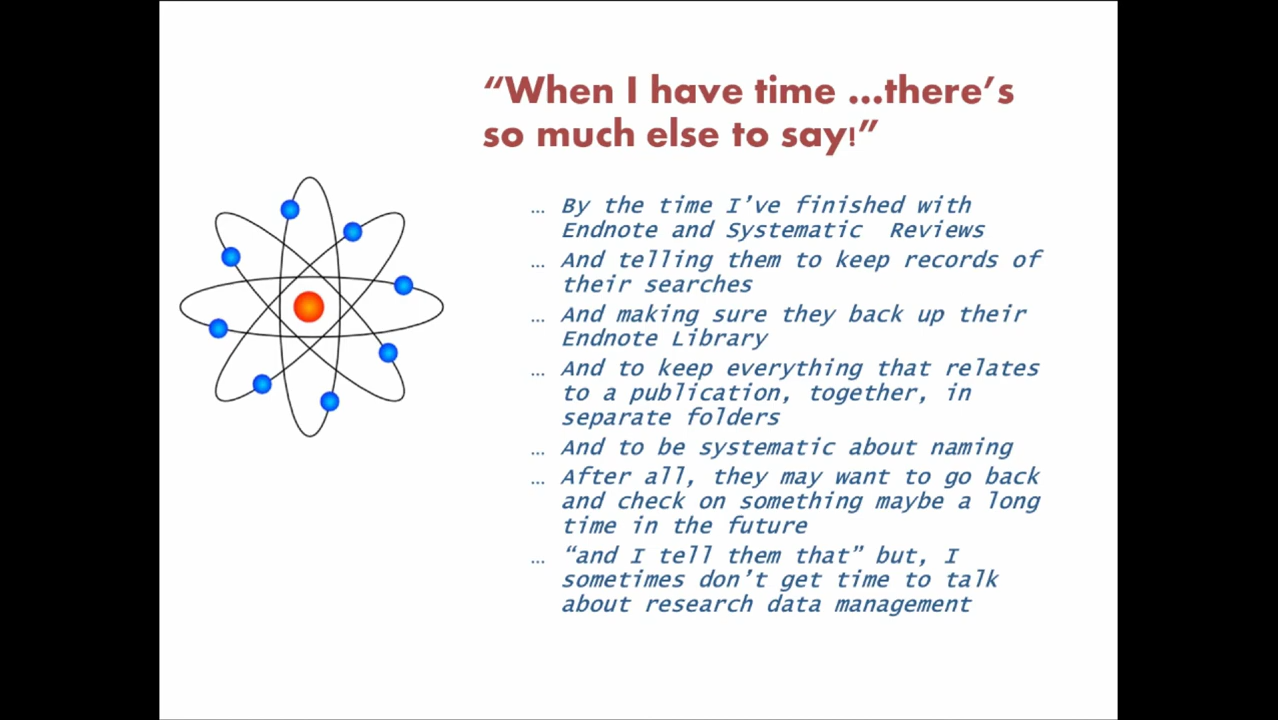 “When I have time ...there’s
so much else to say!”
... By the time I’ve finished with
Endnote and Systematic  Reviews
... And telling them to keep records of
their searches
... And making sure they back up their
Endnote Library
... And to keep everything that relates
to a publication, together, in
separate folders
... And to be systematic about naming
... After all, they may want to go back
and check on something maybe a long
time in the future
... “and I tell them that” but, I
sometimes don’t get time to talk
about research data management